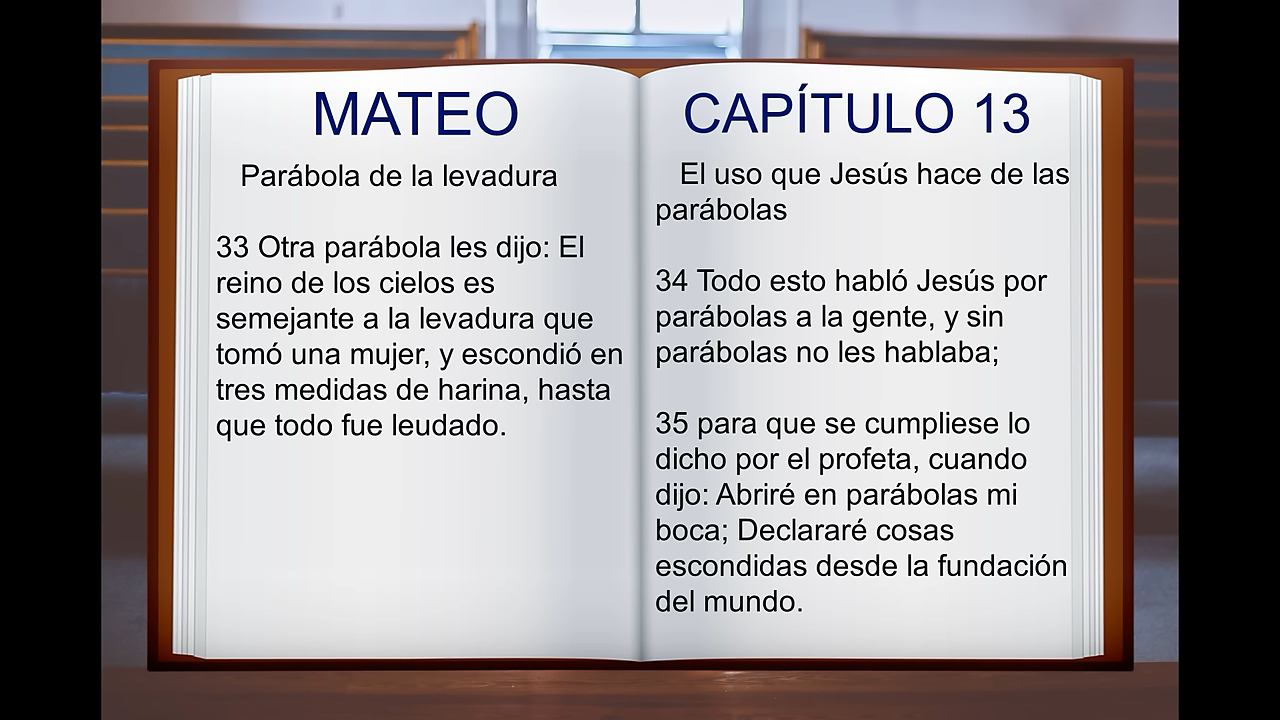 MATEO
Parábola de la levadura
33 Otra parábola les dijo: El
reino de los cielos es
semejante a la levadura que
tomó una mujer, y escondió en
tres medidas de harina, hasta
que todo fue leudado.
CAPÍTULO 13
El uso que Jesús hace de las
parábolas
34 Todo esto habló Jesús por
parábolas a la gente, y sin
parábolas no les hablaba;
35 para que se cumpliese lo
dicho por el profeta, cuando
dijo: Abriré en parábolas mi
boca; Declararé cosas
escondidas desde la fundación
del mundo.